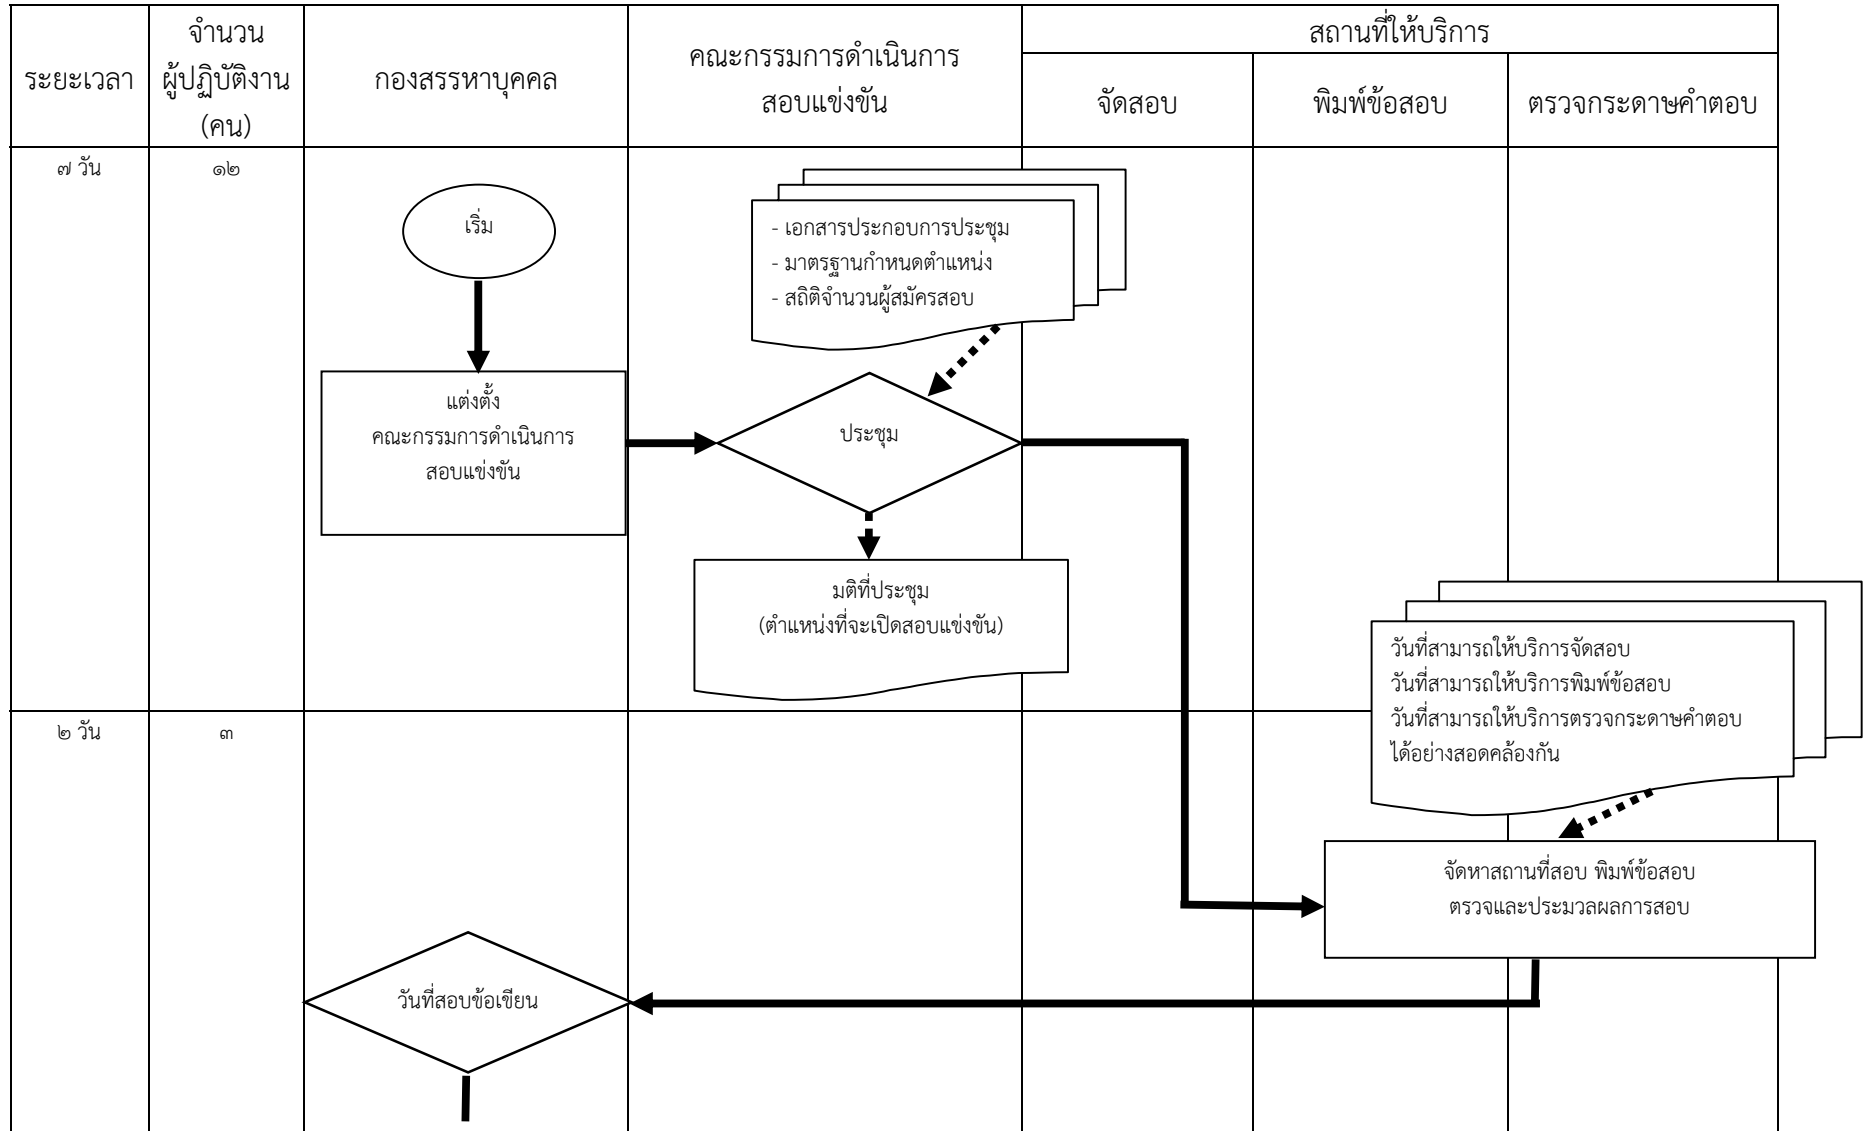 ระยะเวลา
จำนวน
ผู้ปฏิบัติงาน
(คน)
กองสรรหาบุคคล
คณะกรรมการดำเนินการ
สอบแข่งขัน
สถานที่ให้บริการ
จัดสอบ
พิมพ์ข้อสอบ
ตรวจกระดาษคำตอบ
๗ วัน
๑๒
เริ่ม
- เอกสารประกอบการประชุม
- มาตรฐานกำหนดตำแหน่ง
- สถิติจำนวนผู้สมัครสอบ
แต่งตั้ง
คณะกรรมการดำเนินการ
สอบแข่งขัน
ประชุม
มติที่ประชุม
(ตำแหน่งที่จะเปิดสอบแข่งขัน)
วันที่สามารถให้บริการจัดสอบ
วันที่สามารถให้บริการพิมพ์ข้อสอบ
วันที่สามารถให้บริการตรวจกระดาษคำตอบ
ได้อย่างสอดคล้องกัน
๒ วัน
๓
จัดหาสถานที่สอบ พิมพ์ข้อสอบ
ตรวจและประมวลผลการสอบ
วันที่สอบข้อเขียน